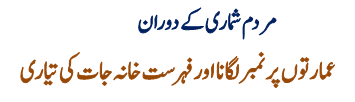 مردم شماری کے دوران
عمارتوں پر نمبر لگانا اور فہرست خانہ جات کی تیاری